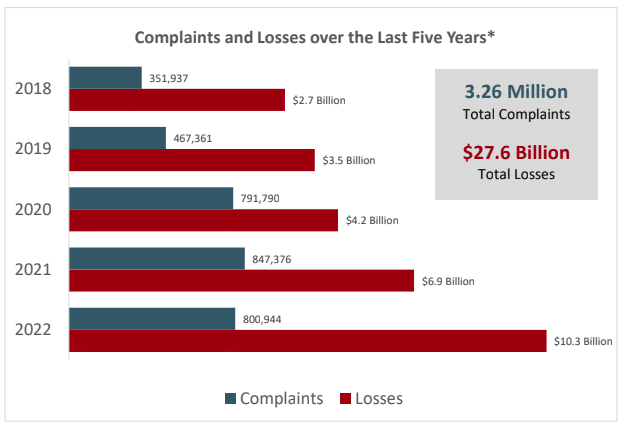 Complaints and Losses over the Last Five Years*
2018
351,937
$2.7 Billion
3.26 Million
Total Complaints
$27.6 Billion
Total Losses
2019
467,361
$3.5 Billion
2020
791,790
$4.2 Billion
2021
847,376
$6.9 Billion
2022
800,944
$10.3 Billion
Complaints Losses